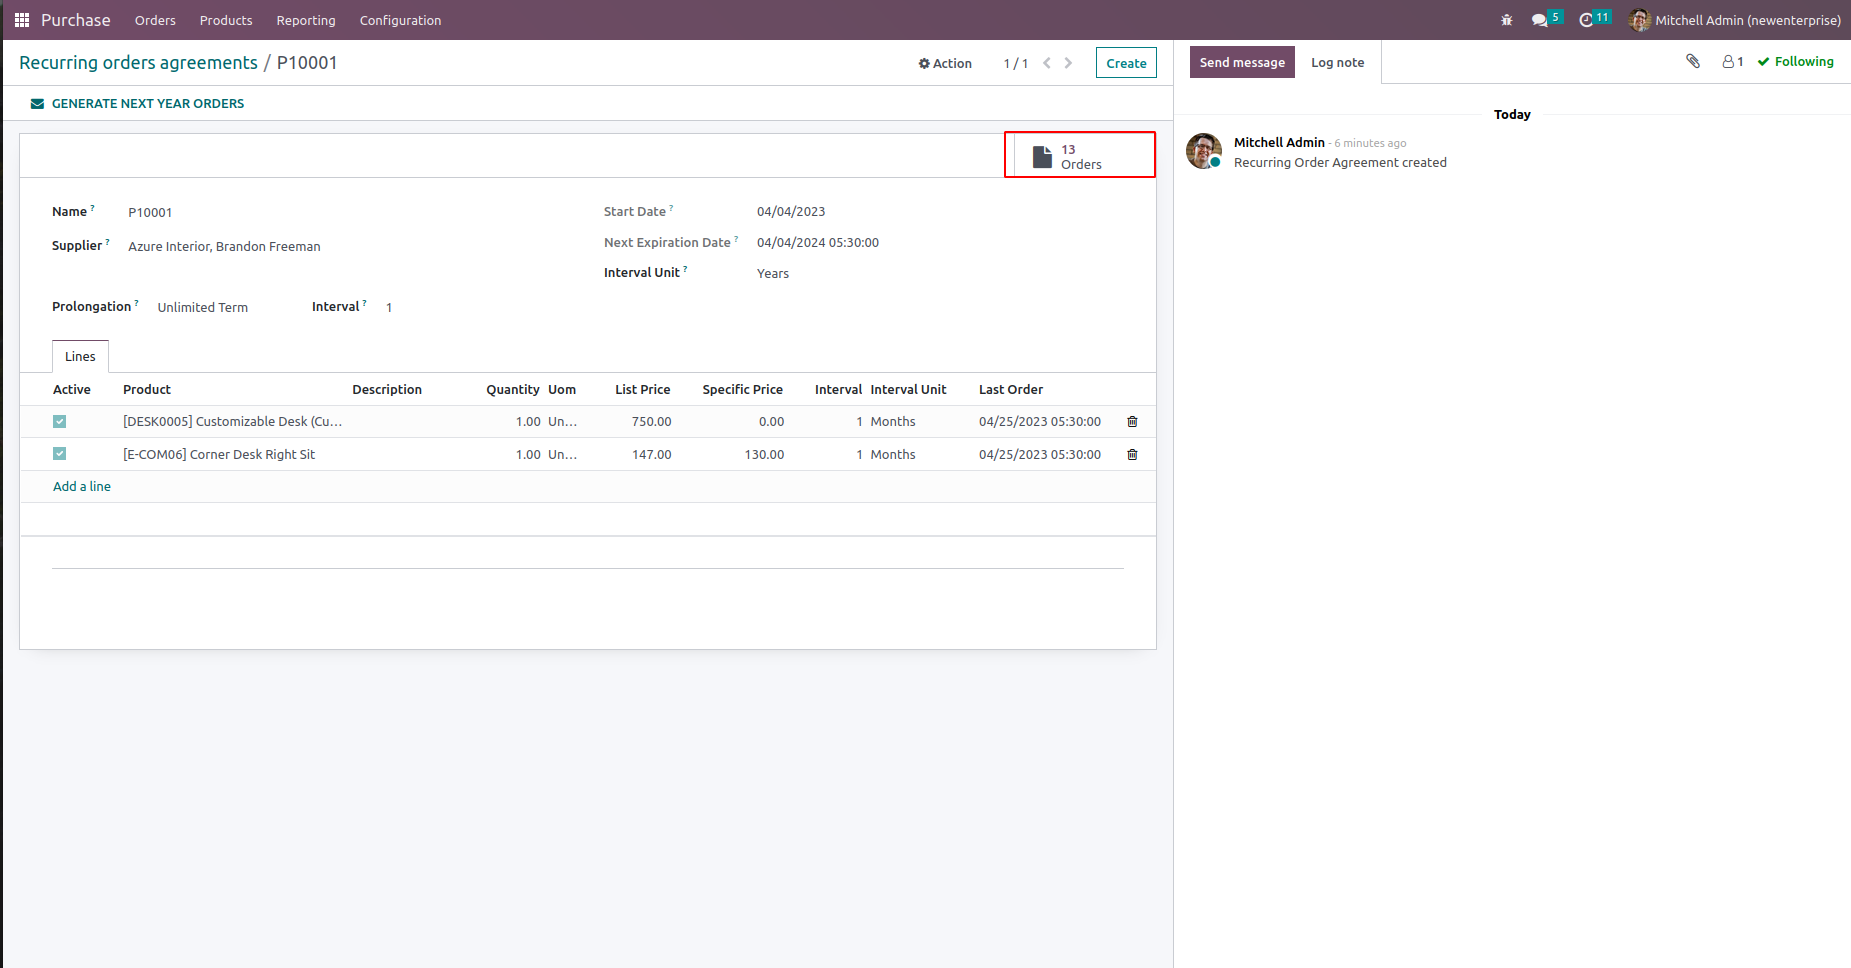 Purchase Orders Products Reporting Configuration 5 11 Mitchell Admin (newenterprise)
Recurring orders agreements / P10001 Action 1 / 1 Create
Send message Log note 1 Following
GENERATE NEXT YEAR ORDERS
Today
13
Orders
Mitchell Admin - 6 minutes ago
Recurring Order Agreement created
Name ? P10001 Start Date ? 04/04/2023
Supplier ? Azure Interior, Brandon Freeman Next Expiration Date ? 04/04/2024 05:30:00
Interval Unit ? Years
Prolongation ? Unlimited Term Interval ? 1
Lines
Active Product Description Quantity Uom List Price Specific Price Interval Interval Unit Last Order
[DESK0005] Customizable Desk (Cu... 1.00 Un... 750.00 0.00 1 Months 04/25/2023 05:30:00
[E-COM06] Corner Desk Right Sit 1.00 Un... 147.00 130.00 1 Months 04/25/2023 05:30:00
Add a line